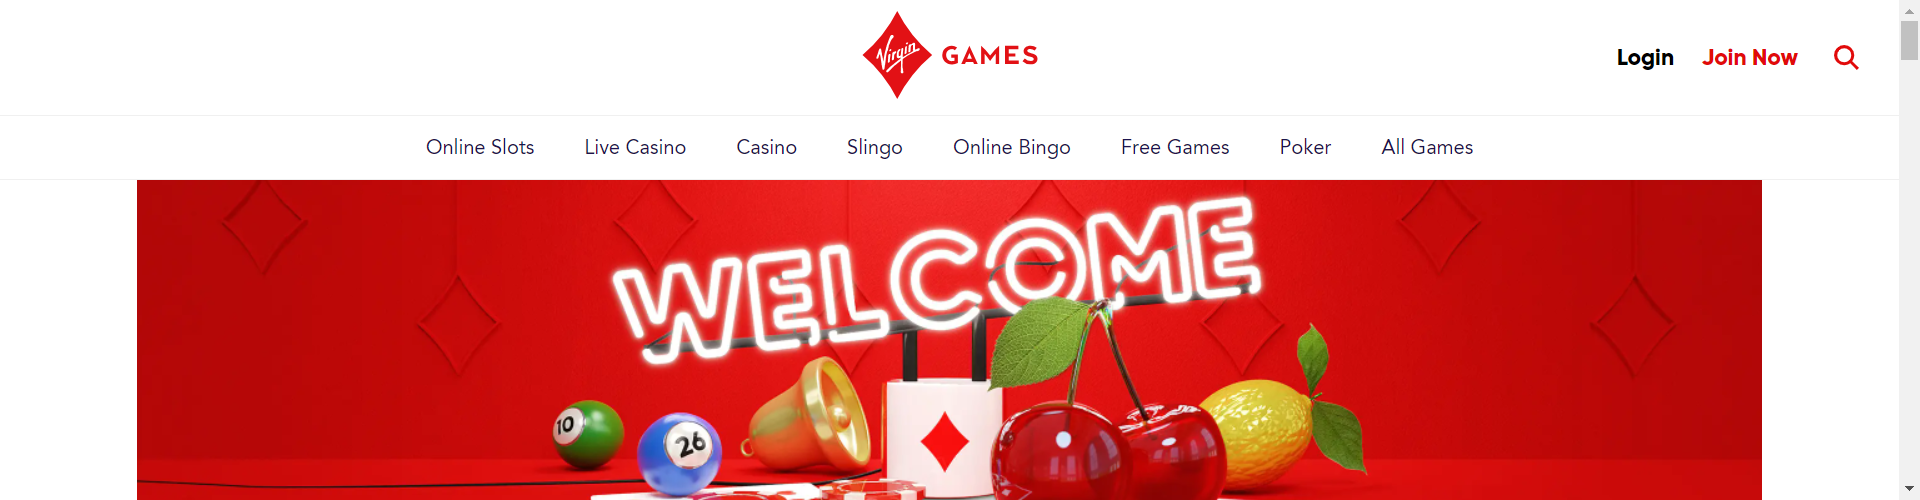 Virgin GAMES
Login Join Now
Online Slots Live Casino Casino Slingo Online Bingo Free Games Poker All Games
WELCOME
10
26